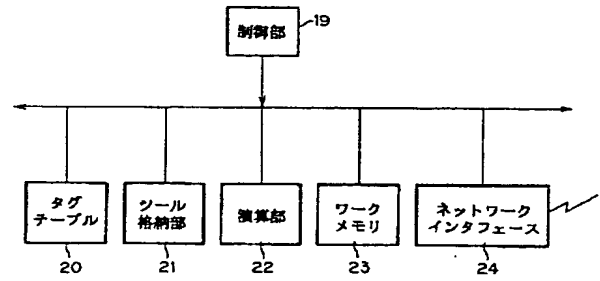 制御部
19
タグ
テーブル
ツール
格納部
演算部
ワーク
メモリ
ネットワーク
インタフェース
20
21
22
23
24